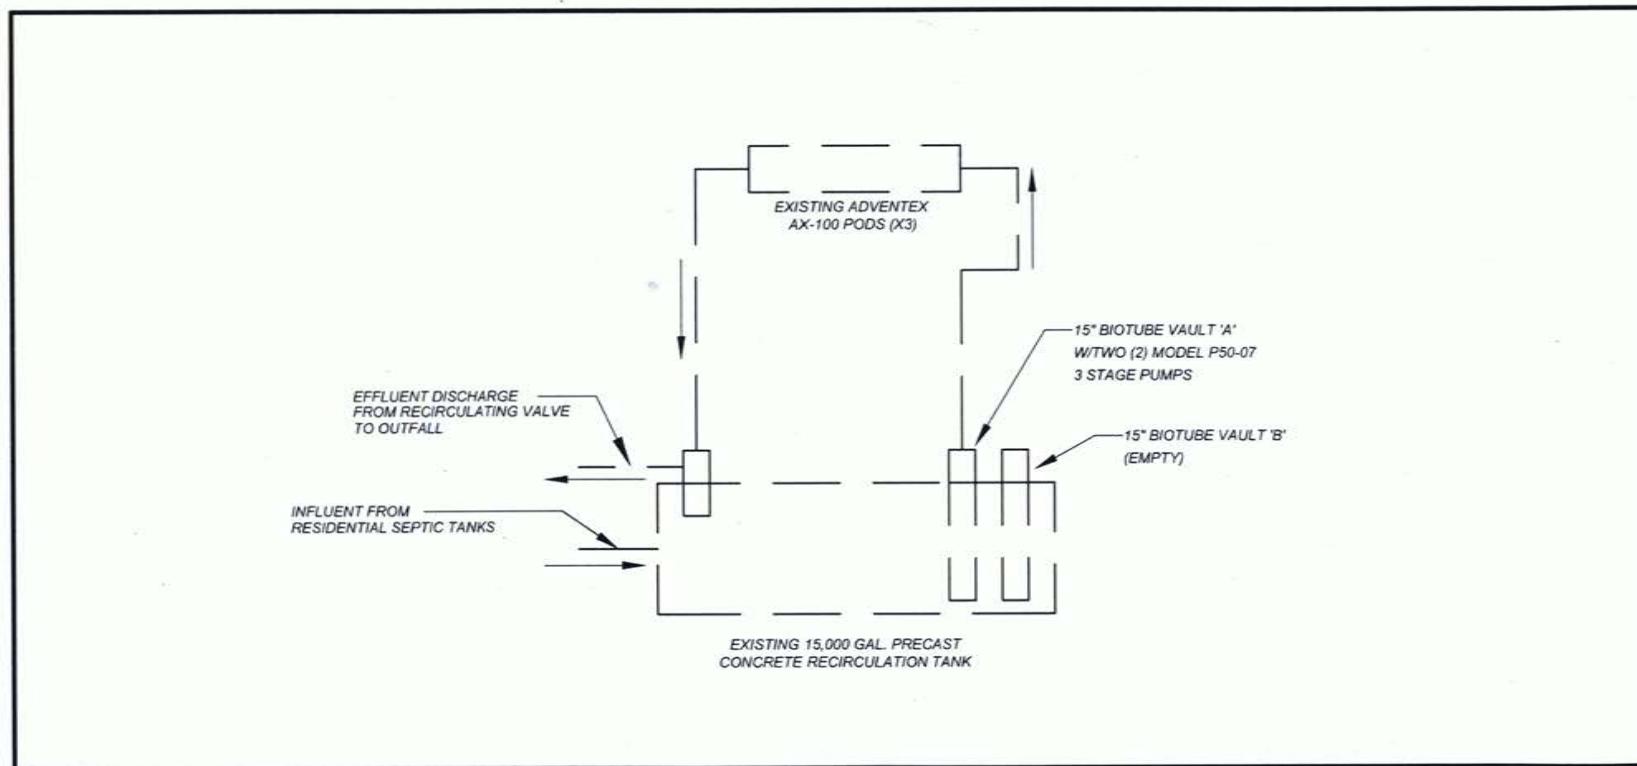 EXISTING ADVENTEX
AX-100 PODS (X3)
15" BIOTUBE VAULT 'A'
W/TWO (2) MODEL P50-07
3 STAGE PUMPS
EFFLUENT DISCHARGE
FROM RECIRCULATING VALVE
TO OUTFALL
15" BIOTUBE VAULT 'B'
(EMPTY)
INFLUENT FROM
RESIDENTIAL SEPTIC TANKS
EXISTING 15,000 GAL. PRECAST
CONCRETE RECIRCULATION TANK